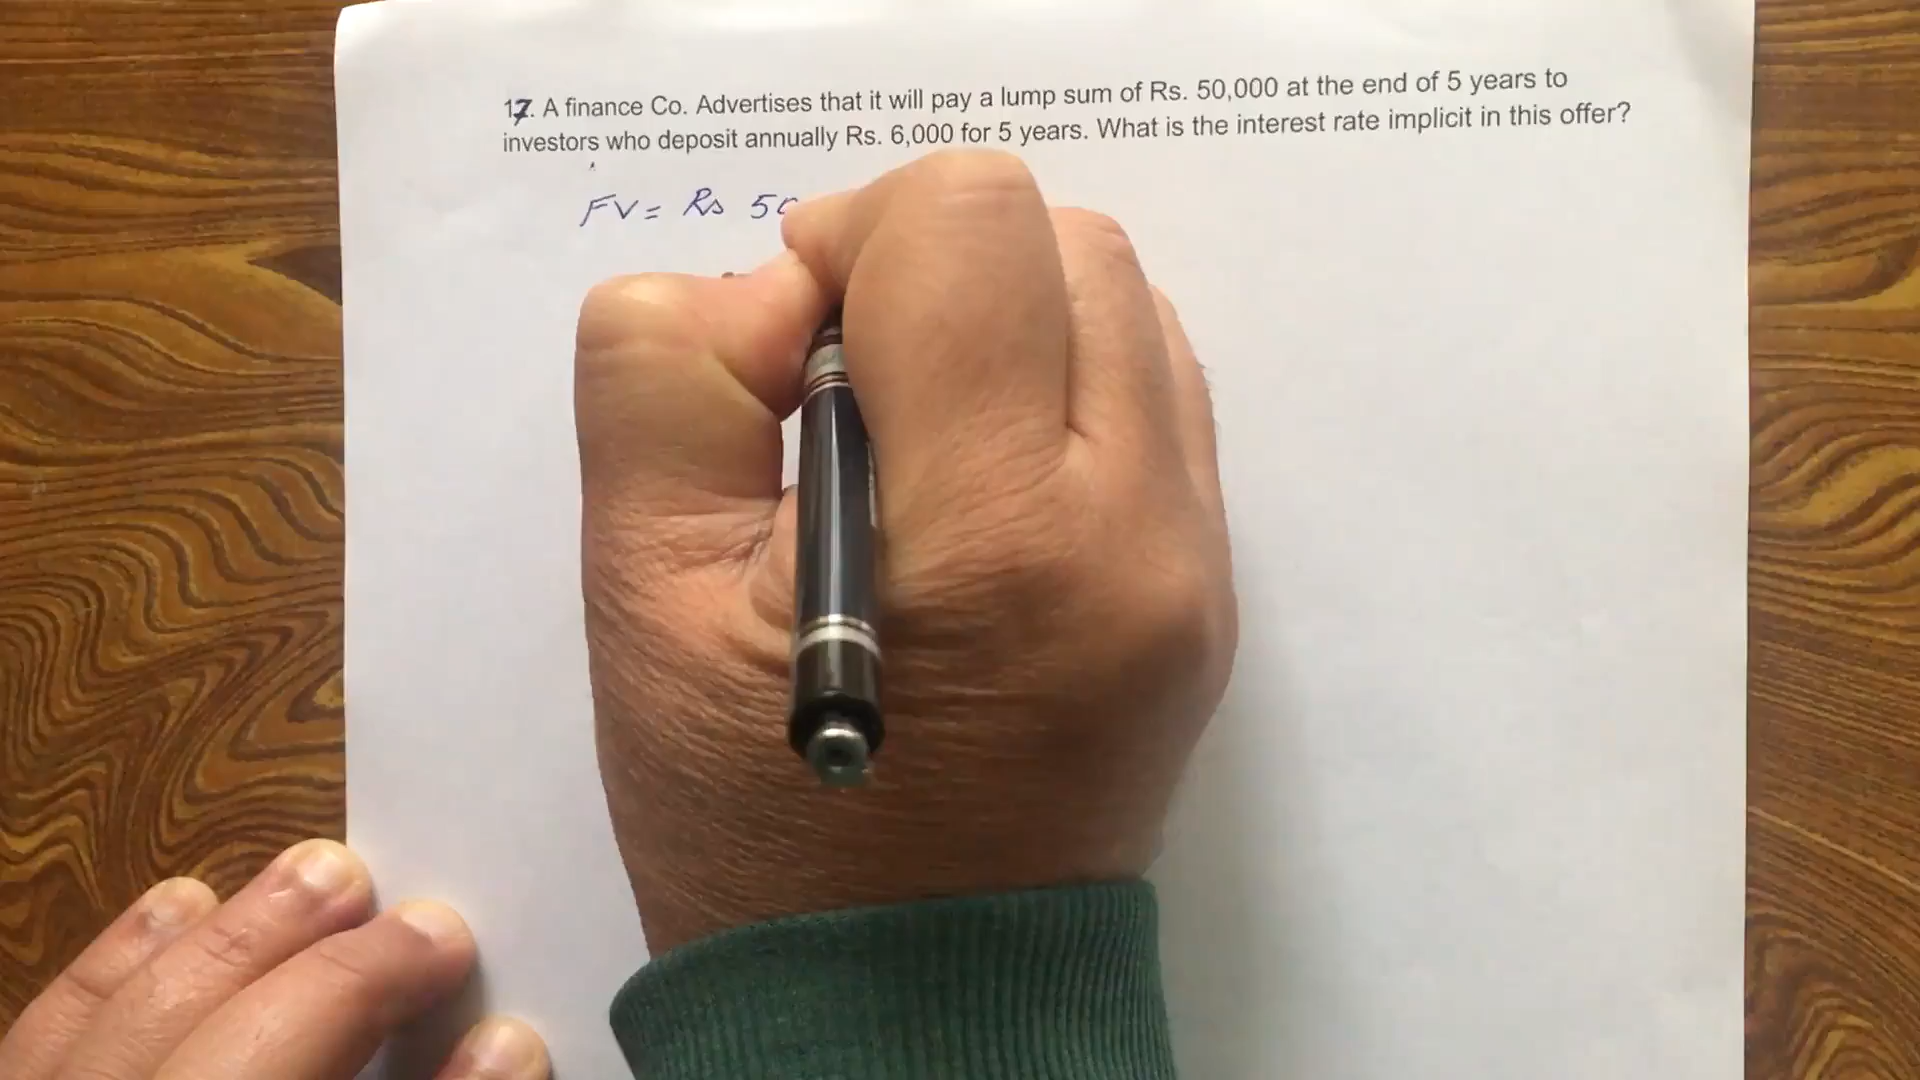 17. A finance Co. Advertises that it will pay a lump sum of Rs. 50,000 at the end of 5 years to
investors who deposit annually Rs. 6,000 for 5 years. What is the interest rate implicit in this offer?
FV= Rs 50